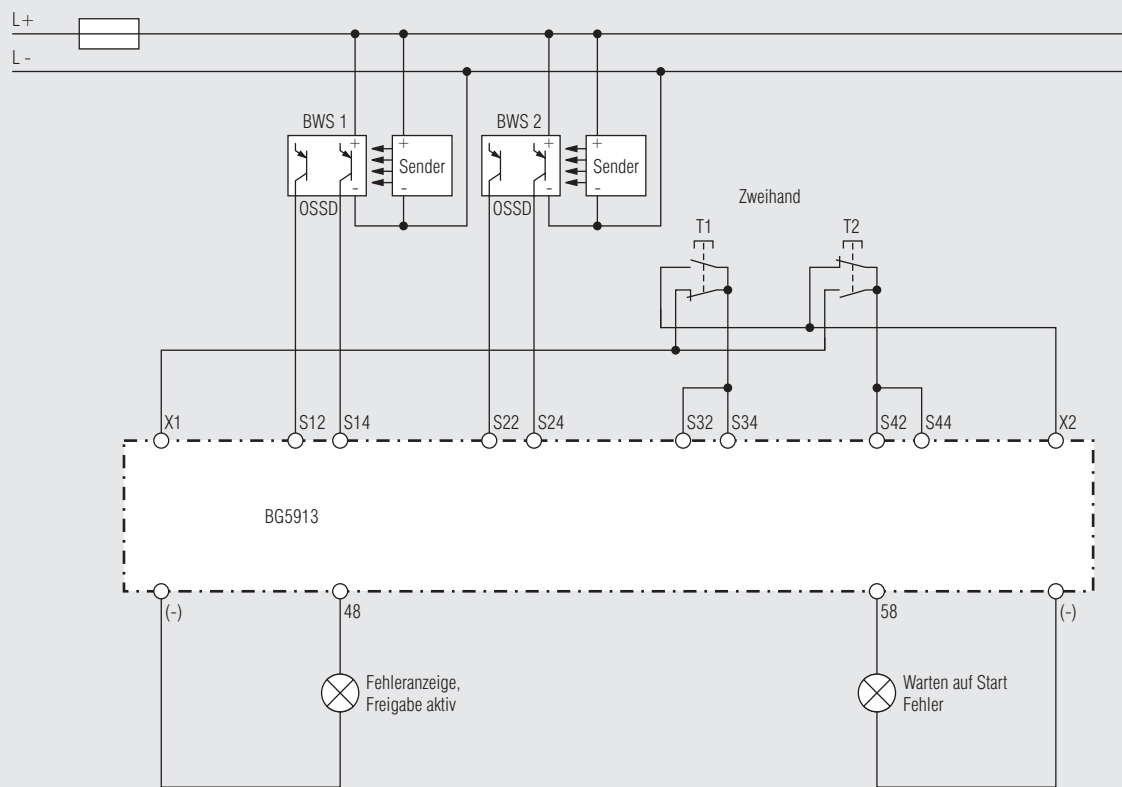 L+
L -
BWS 1
BWS 2
+
+
+
+
Sender
Sender
-
-
-
-
OSSD
OSSD
Zweihand
T1
T2
X1
S12
S14
S22
S24
S32
S34
S42
S44
X2
BG5913
(-)
48
58
(-)
Fehleranzeige,
Freigabe aktiv
Warten auf Start
Fehler